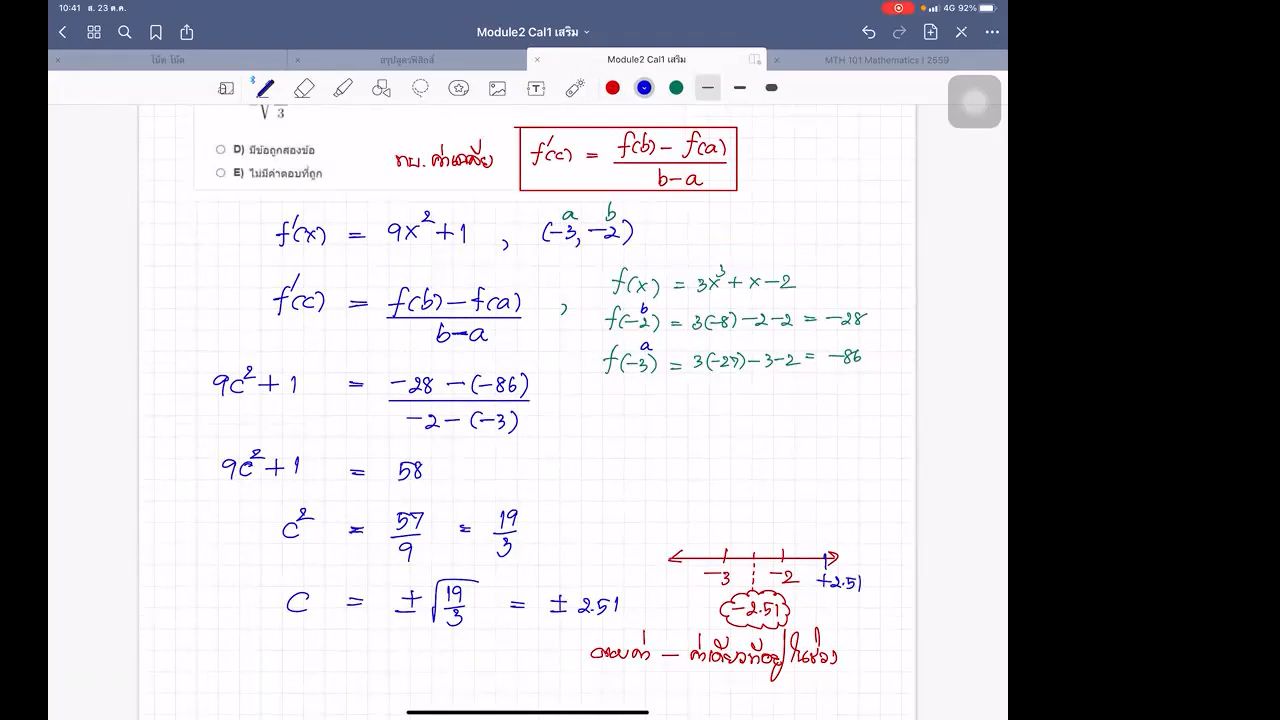 10:41 ส. 23 ต.ค.
4G 92%
Module2 Cal1 เสริม
โน้ต โน้ต
สรุปสูตรฟิสิกส์
Module2 Cal1 เสริม
MTH 101 Mathematics I 2559
-√ 3
D) มีข้อถูกสองข้อ
E) ไม่มีคำตอบที่ถูก
ทบ. ค่าเฉลี่ย
f'(c) = f(b) - f(a) / b-a
f'(x) = 9x² + 1 , (-3, -2)
a b
f'(c) = f(b) - f(a) / b-a ,
f(x) = 3x³ + x - 2
b
f(-2) = 3(-8) - 2 - 2 = -28
a
f(-3) = 3(-27) - 3 - 2 = -86
9c² + 1 = -28 - (-86) / -2 - (-3)
9c² + 1 = 58
c² = 57/9 = 19/3
c = ±√19/3 = ± 2.51
-3 -2 +2.51
-2.51
ตอบค่า - ค่าเดียวที่อยู่ในช่วง